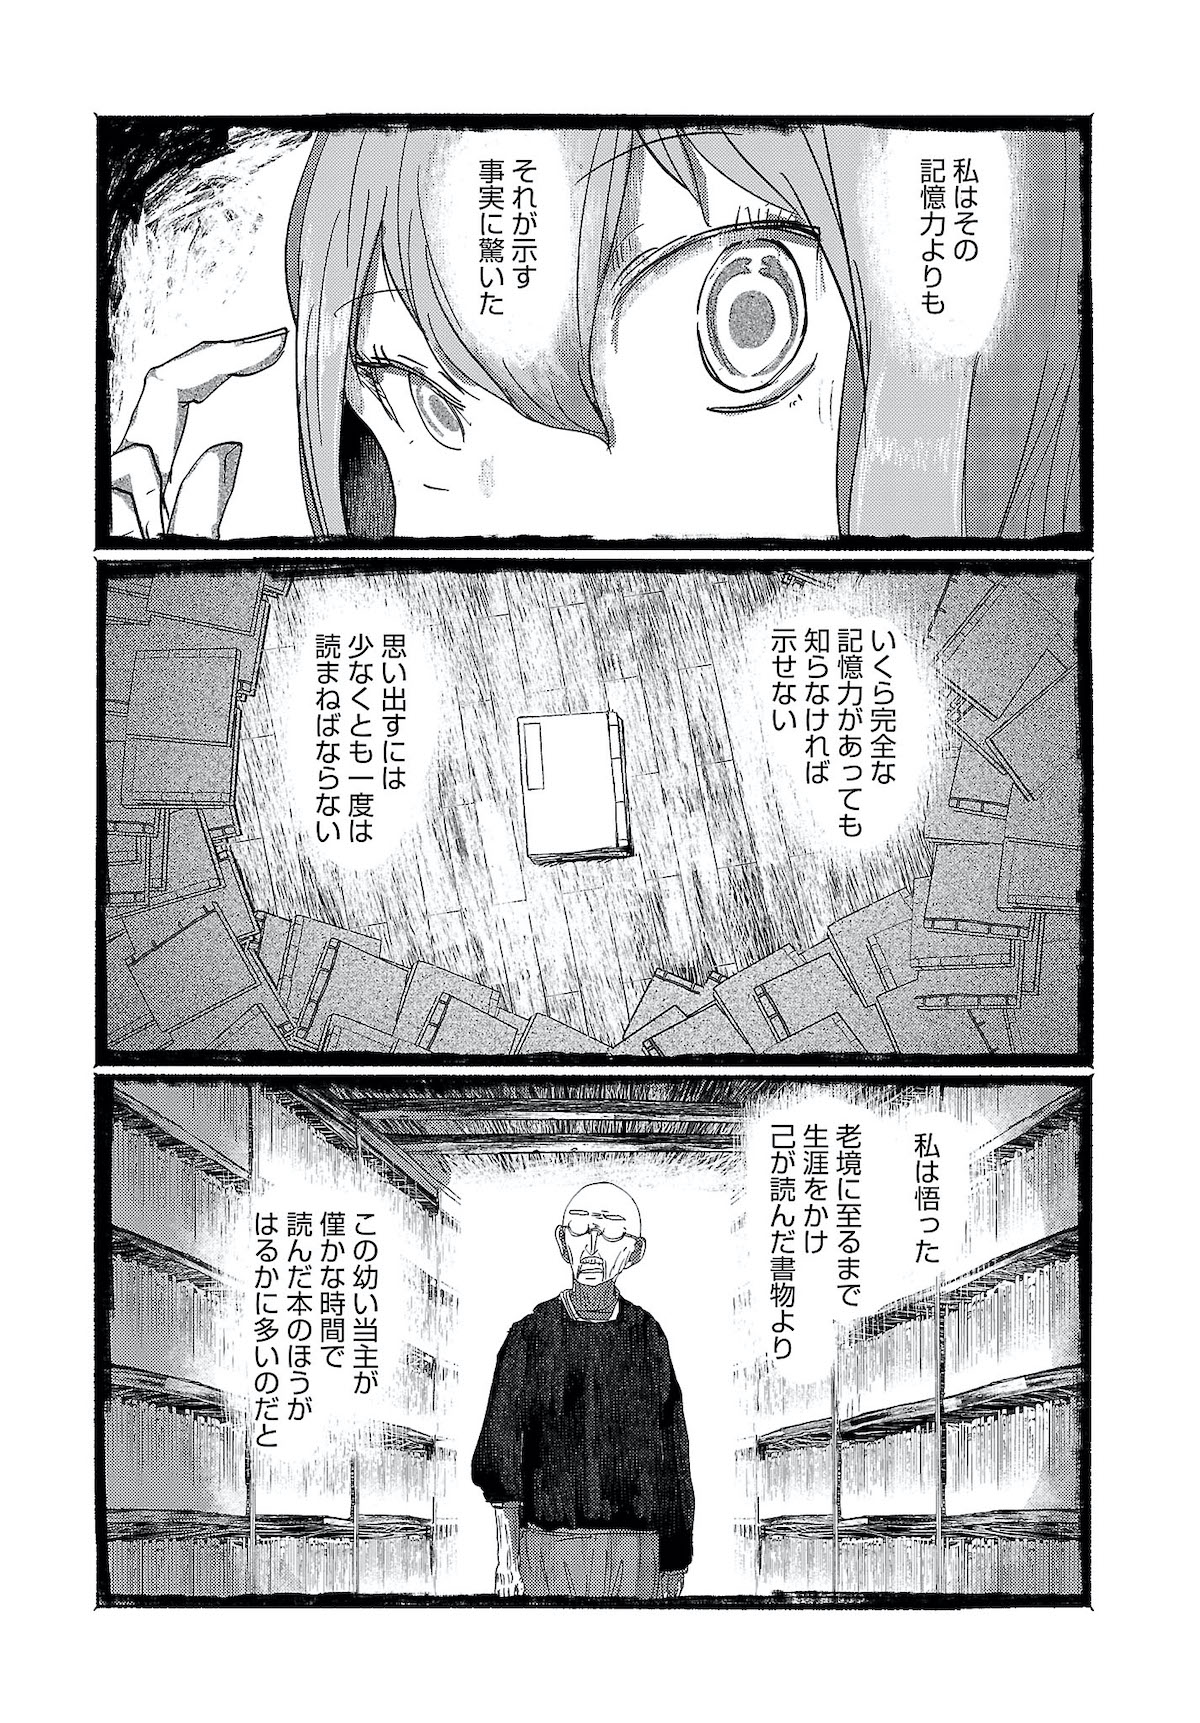 私はその
記憶力よりも
それが示す
事実に驚いた
いくら完全な
記憶力があっても
知らなければ
示せない
思い出すには
少なくとも一度は
読まねばならない
私は悟った
老境に至るまで
生涯をかけ
己が読んだ書物より
この幼い当主が
僅かな時間で
読んだ本のほうが
はるかに多いのだと